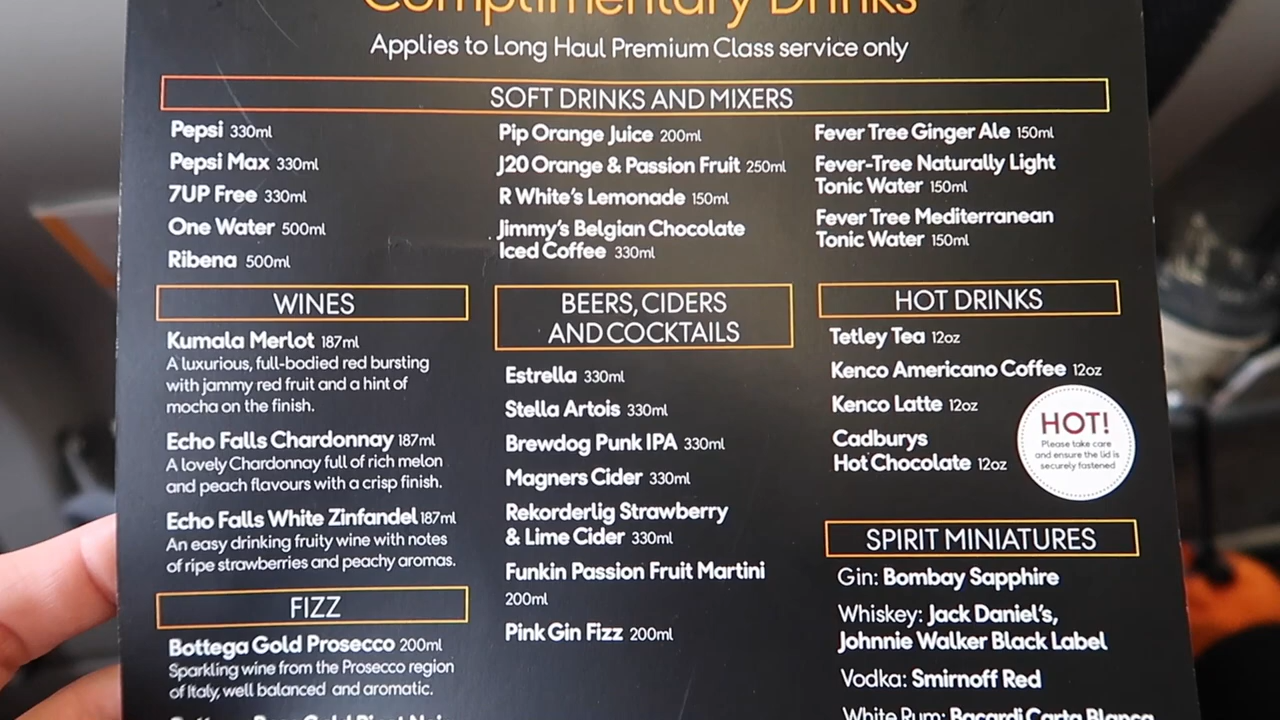 Complimentary Drinks
Applies to Long Haul Premium Class service only
SOFT DRINKS AND MIXERS
Pepsi 330ml
Pepsi Max 330ml
7UP Free 330ml
One Water 500ml
Ribena 500ml
Pip Orange Juice 200ml
J20 Orange & Passion Fruit 250ml
R White's Lemonade 150ml
Jimmy's Belgian Chocolate
Iced Coffee 330ml
Fever Tree Ginger Ale 150ml
Fever-Tree Naturally Light
Tonic Water 150ml
Fever Tree Mediterranean
Tonic Water 150ml
WINES
Kumala Merlot 187ml
A luxurious, full-bodied red bursting
with jammy red fruit and a hint of
mocha on the finish.
Echo Falls Chardonnay 187ml
A lovely Chardonnay full of rich melon
and peach flavours with a crisp finish.
Echo Falls White Zinfandel 187ml
An easy drinking fruity wine with notes
of ripe strawberries and peachy aromas.
FIZZ
Bottega Gold Prosecco 200ml
Sparkling wine from the Prosecco region
of Italy, well balanced and aromatic.
BEERS, CIDERS
AND COCKTAILS
Estrella 330ml
Stella Artois 330ml
Brewdog Punk IPA 330ml
Magners Cider 330ml
Rekorderlig Strawberry
& Lime Cider 330ml
Funkin Passion Fruit Martini
200ml
Pink Gin Fizz 200ml
HOT DRINKS
Tetley Tea 12oz
Kenco Americano Coffee 12oz
Kenco Latte 12oz
Cadburys
Hot Chocolate 12oz
HOT!
Please take care
and ensure the lid is
securely fastened
SPIRIT MINIATURES
Gin: Bombay Sapphire
Whiskey: Jack Daniel's,
Johnnie Walker Black Label
Vodka: Smirnoff Red
White Rum: Bacardi Carta Blanca